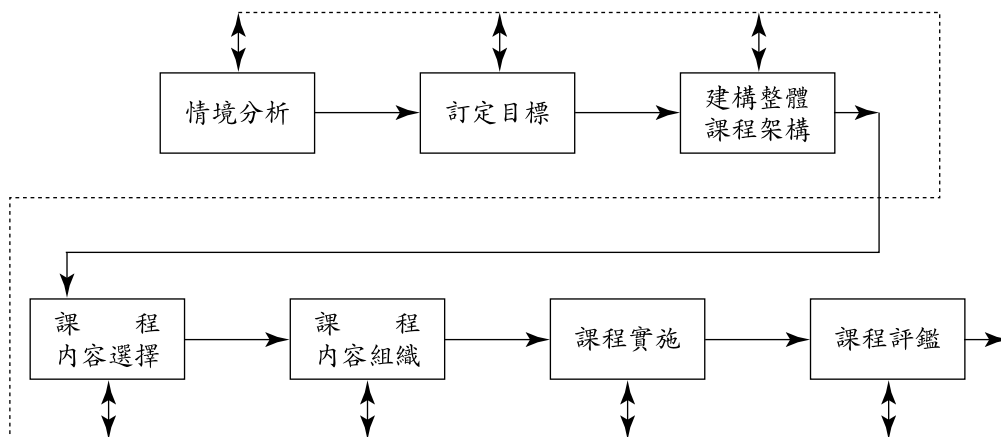 情境分析
訂定目標
建構整體
課程架構
課程
內容選擇
課程
內容組織
課程實施
課程評鑑